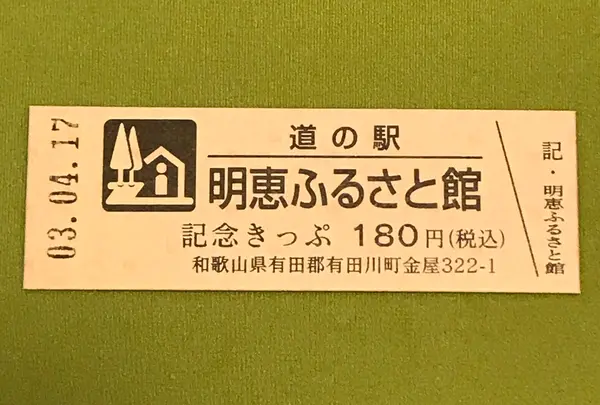 03.04.17
道の駅
明恵ふるさと館
記念きっぷ 180円(税込)
和歌山県有田郡有田川町金屋322-1
記・明恵ふるさと館